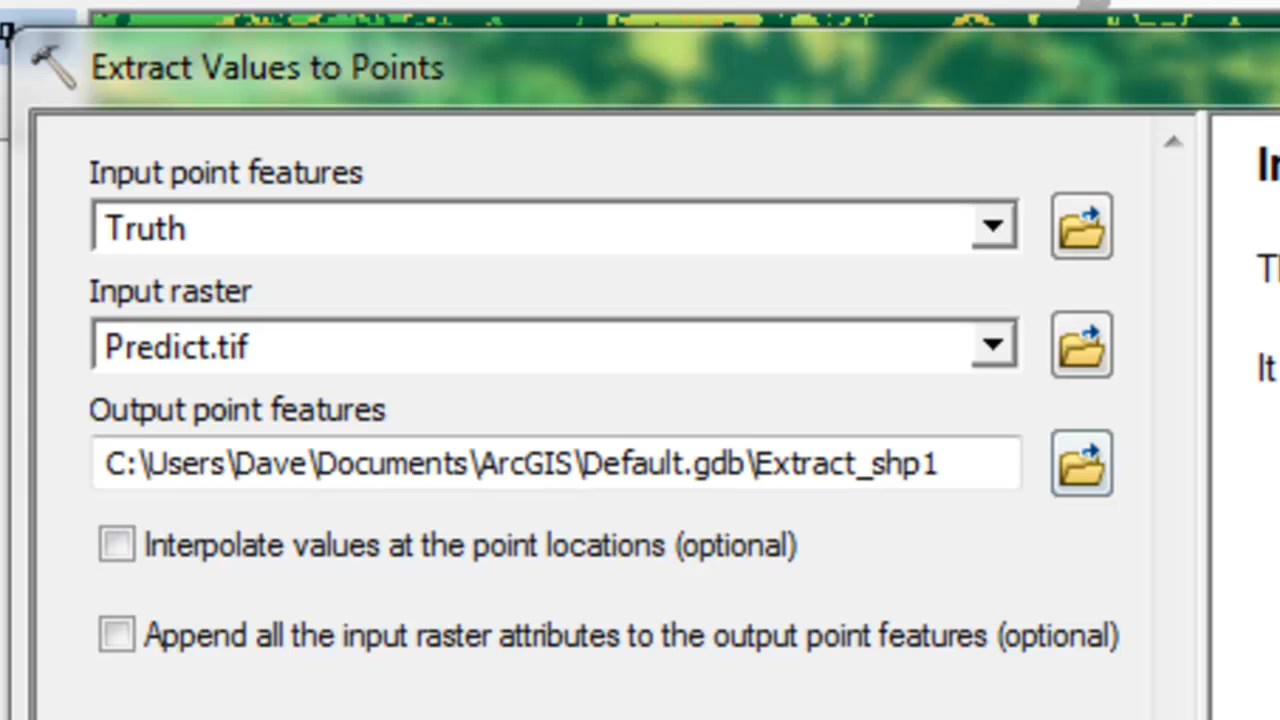 Extract Values to Points
Input point features
Truth
Input raster
Predict.tif
Output point features
C:\Users\Dave\Documents\ArcGIS\Default.gdb\Extract_shp1
Interpolate values at the point locations (optional)
Append all the input raster attributes to the output point features (optional)
It